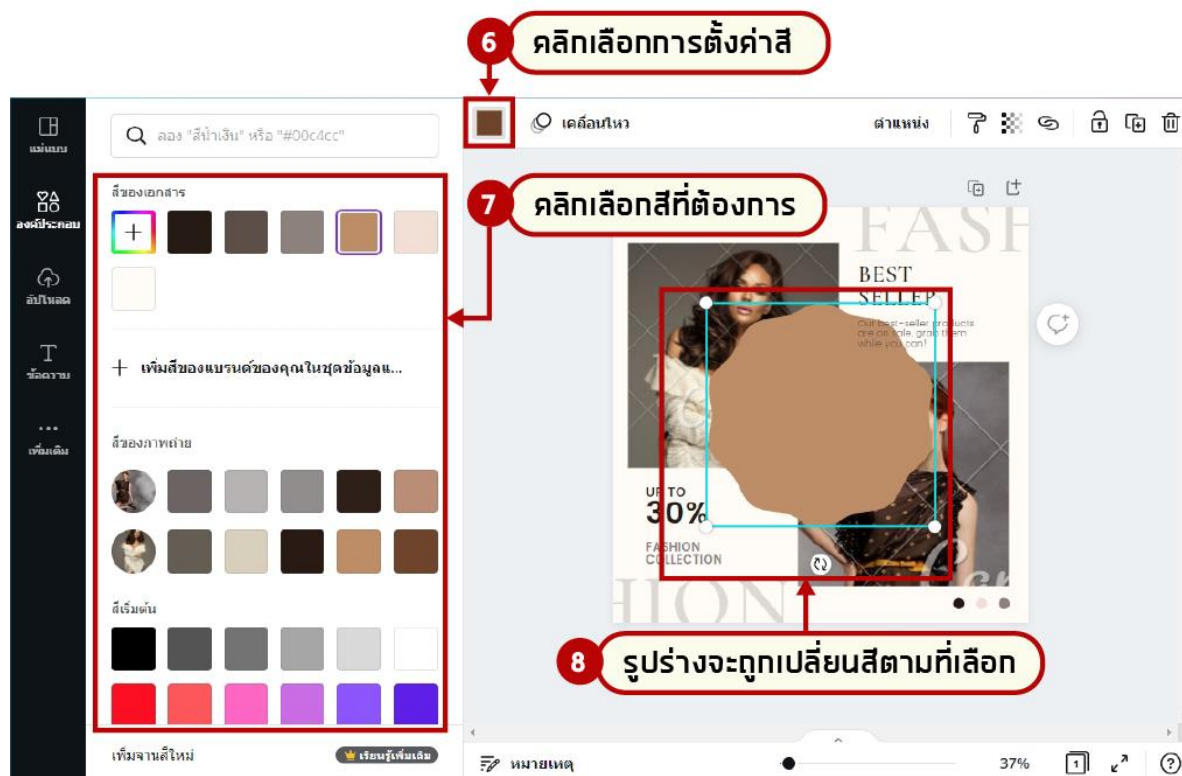 6 คลิกเลือกการตั้งค่าสี
แม่แบบ
ลอง "สีน้ำเงิน" หรือ "#00c4cc"
เคลื่อนไหว
ตำแหน่ง
องค์ประกอบ
สีของเอกสาร
7 คลิกเลือกสีที่ต้องการ
FASH
BEST
SELLER
Our best-seller products
are on sale, grab them
while you can!
อัปโหลด
ข้อความ
เพิ่มเติม
+ เพิ่มสีของแบรนด์ของคุณในชุดข้อมูลแ...
สีของภาพถ่าย
UP TO
30%
FASHION
COLLECTION
HION
สีเริ่มต้น
8 รูปร่างจะถูกเปลี่ยนสีตามที่เลือก
เพิ่มจานสีใหม่
เรียนรู้เพิ่มเติม
หมายเหตุ
37%
1
?